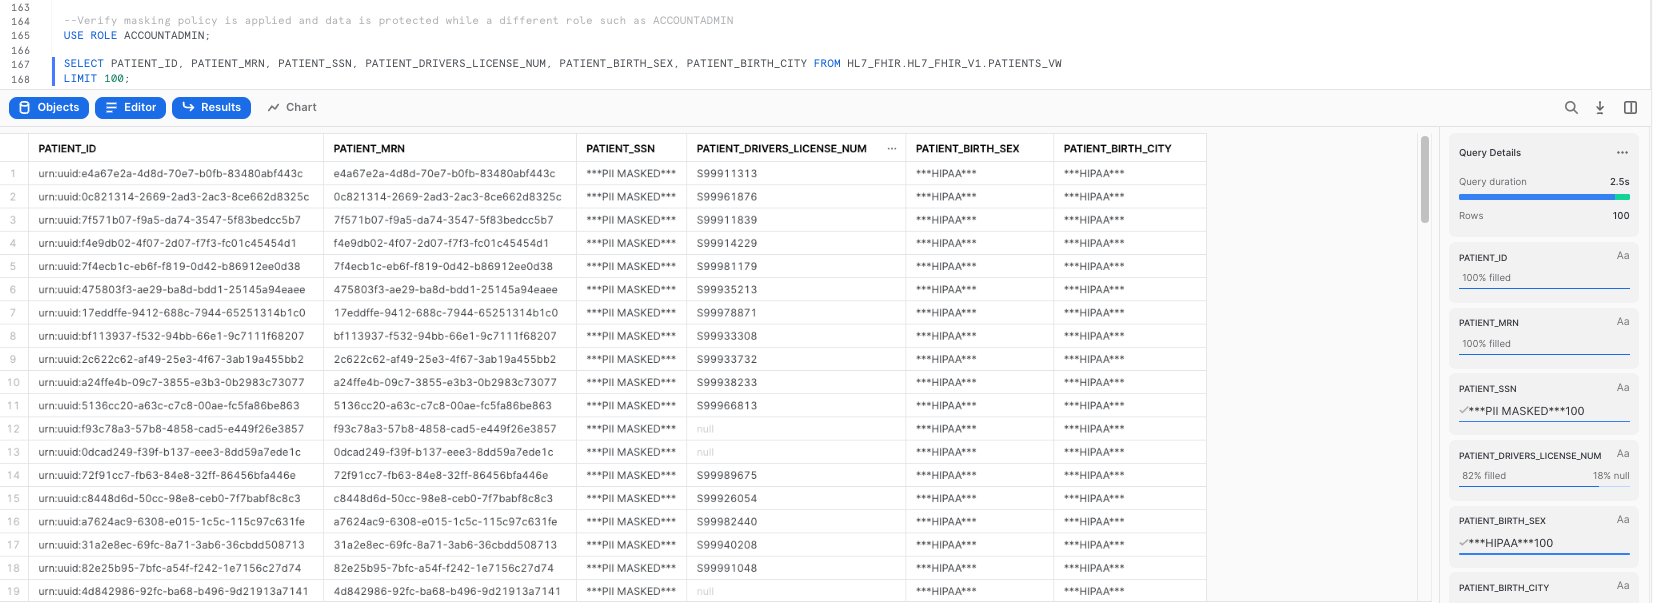 163
164 --Verify masking policy is applied and data is protected while a different role such as ACCOUNTADMIN
165 USE ROLE ACCOUNTADMIN;
166
167 SELECT PATIENT_ID, PATIENT_MRN, PATIENT_SSN, PATIENT_DRIVERS_LICENSE_NUM, PATIENT_BIRTH_SEX, PATIENT_BIRTH_CITY FROM HL7_FHIR.HL7_FHIR_V1.PATIENTS_VW
168 LIMIT 100;
Objects Editor Results Chart
PATIENT_ID PATIENT_MRN PATIENT_SSN PATIENT_DRIVERS_LICENSE_NUM ... PATIENT_BIRTH_SEX PATIENT_BIRTH_CITY
1 urn:uuid:e4a67e2a-4d8d-70e7-b0fb-83480abf443c e4a67e2a-4d8d-70e7-b0fb-83480abf443c ***PII MASKED*** S99911313 ***HIPAA*** ***HIPAA***
2 urn:uuid:0c821314-2669-2ad3-2ac3-8ce662d8325c 0c821314-2669-2ad3-2ac3-8ce662d8325c ***PII MASKED*** S99961876 ***HIPAA*** ***HIPAA***
3 urn:uuid:7f571b07-f9a5-da74-3547-5f83bedcc5b7 7f571b07-f9a5-da74-3547-5f83bedcc5b7 ***PII MASKED*** S99911839 ***HIPAA*** ***HIPAA***
4 urn:uuid:f4e9db02-4f07-2d07-f7f3-fc01c45454d1 f4e9db02-4f07-2d07-f7f3-fc01c45454d1 ***PII MASKED*** S99914229 ***HIPAA*** ***HIPAA***
5 urn:uuid:7f4ecb1c-eb6f-f819-0d42-b86912ee0d38 7f4ecb1c-eb6f-f819-0d42-b86912ee0d38 ***PII MASKED*** S99981179 ***HIPAA*** ***HIPAA***
6 urn:uuid:475803f3-ae29-ba8d-bdd1-25145a94eaee 475803f3-ae29-ba8d-bdd1-25145a94eaee ***PII MASKED*** S99935213 ***HIPAA*** ***HIPAA***
7 urn:uuid:17eddffe-9412-688c-7944-65251314b1c0 17eddffe-9412-688c-7944-65251314b1c0 ***PII MASKED*** S99978871 ***HIPAA*** ***HIPAA***
8 urn:uuid:bf113937-f532-94bb-66e1-9c7111f68207 bf113937-f532-94bb-66e1-9c7111f68207 ***PII MASKED*** S99933308 ***HIPAA*** ***HIPAA***
9 urn:uuid:2c622c62-af49-25e3-4f67-3ab19a455bb2 2c622c62-af49-25e3-4f67-3ab19a455bb2 ***PII MASKED*** S99933732 ***HIPAA*** ***HIPAA***
10 urn:uuid:a24ffe4b-09c7-3855-e3b3-0b2983c73077 a24ffe4b-09c7-3855-e3b3-0b2983c73077 ***PII MASKED*** S99938233 ***HIPAA*** ***HIPAA***
11 urn:uuid:5136cc20-a63c-c7c8-00ae-fc5fa86be863 5136cc20-a63c-c7c8-00ae-fc5fa86be863 ***PII MASKED*** S99966813 ***HIPAA*** ***HIPAA***
12 urn:uuid:f93c78a3-57b8-4858-cad5-e449f26e3857 f93c78a3-57b8-4858-cad5-e449f26e3857 ***PII MASKED*** null ***HIPAA*** ***HIPAA***
13 urn:uuid:0dcad249-f39f-b137-eee3-8dd59a7ede1c 0dcad249-f39f-b137-eee3-8dd59a7ede1c ***PII MASKED*** null ***HIPAA*** ***HIPAA***
14 urn:uuid:72f91cc7-fb63-84e8-32ff-86456bfa446e 72f91cc7-fb63-84e8-32ff-86456bfa446e ***PII MASKED*** S99989675 ***HIPAA*** ***HIPAA***
15 urn:uuid:c8448d6d-50cc-98e8-ceb0-7f7babf8c8c3 c8448d6d-50cc-98e8-ceb0-7f7babf8c8c3 ***PII MASKED*** S99926054 ***HIPAA*** ***HIPAA***
16 urn:uuid:a7624ac9-6308-e015-1c5c-115c97c631fe a7624ac9-6308-e015-1c5c-115c97c631fe ***PII MASKED*** S99982440 ***HIPAA*** ***HIPAA***
17 urn:uuid:31a2e8ec-69fc-8a71-3ab6-36cbdd508713 31a2e8ec-69fc-8a71-3ab6-36cbdd508713 ***PII MASKED*** S99940208 ***HIPAA*** ***HIPAA***
18 urn:uuid:82e25b95-7bfc-a54f-f242-1e7156c27d74 82e25b95-7bfc-a54f-f242-1e7156c27d74 ***PII MASKED*** S99991048 ***HIPAA*** ***HIPAA***
19 urn:uuid:4d842986-92fc-ba68-b496-9d21913a7141 4d842986-92fc-ba68-b496-9d21913a7141 ***PII MASKED*** null ***HIPAA*** ***HIPAA***
Query Details ...
Query duration 2.5s
Rows 100
PATIENT_ID Aa
100% filled
PATIENT_MRN Aa
100% filled
PATIENT_SSN Aa
***PII MASKED***100
PATIENT_DRIVERS_LICENSE_NUM Aa
82% filled 18% null
PATIENT_BIRTH_SEX Aa
***HIPAA***100
PATIENT_BIRTH_CITY Aa